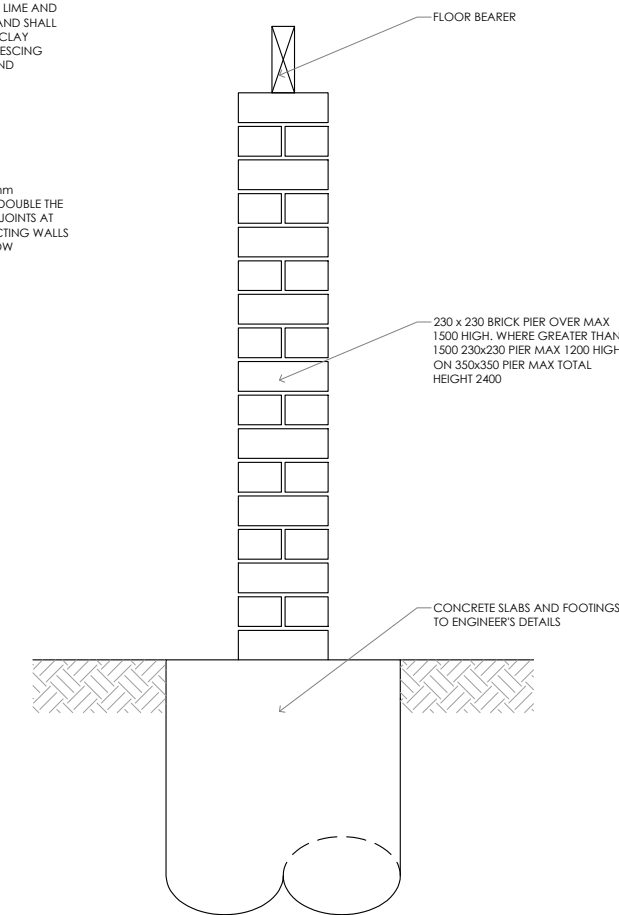 LIME AND
AND SHALL
CLAY
ESCING
ND
FLOOR BEARER
mm
DOUBLE THE
JOINTS AT
CTING WALLS
OW
230 x 230 BRICK PIER OVER MAX
1500 HIGH. WHERE GREATER THAN
1500 230x230 PIER MAX 1200 HIGH
ON 350x350 PIER MAX TOTAL
HEIGHT 2400
CONCRETE SLABS AND FOOTINGS
TO ENGINEER'S DETAILS